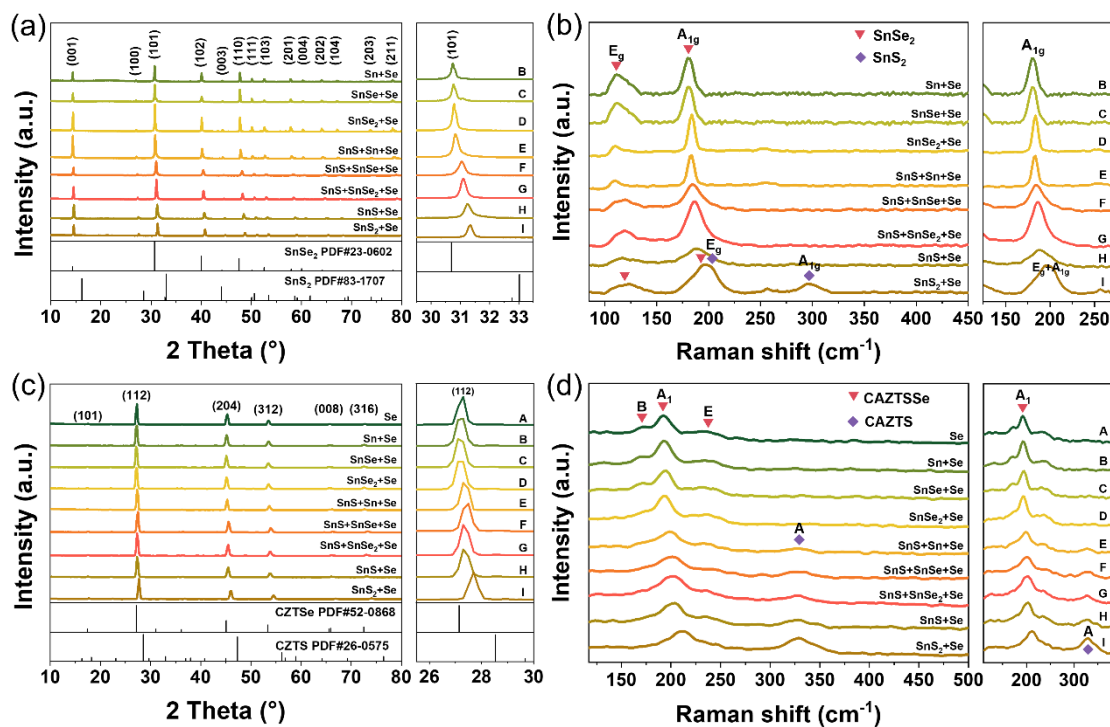 (a)
Intensity (a.u.)
(001)
(100)
(101)
(102)
(003)
(110)
(111)
(103)
(201)
(004)
(202)
(104)
(203)
(211)
Sn+Se
SnSe+Se
SnSe2+Se
SnS+Sn+Se
SnS+SnSe+Se
SnS+SnSe2+Se
SnS+Se
SnS2+Se
SnSe2 PDF#23-0602
SnS2 PDF#83-1707
10 20 30 40 50 60 70 80
2 Theta (°)
(101)
B
C
D
E
F
G
H
I
30 31 32 33
(b)
Intensity (a.u.)
Eg
A1g
SnSe2
SnS2
Sn+Se
SnSe+Se
SnSe2+Se
SnS+Sn+Se
SnS+SnSe+Se
SnS+SnSe2+Se
Eg
SnS+Se
A1g
SnS2+Se
100 150 200 250 300 350 400 450
Raman shift (cm-1)
A1g
B
C
D
E
F
G
H
Eg+A1g
I
150 200 250
(c)
Intensity (a.u.)
(101)
(112)
(204)
(312)
(008)
(316)
Se
Sn+Se
SnSe+Se
SnSe2+Se
SnS+Sn+Se
SnS+SnSe+Se
SnS+SnSe2+Se
SnS+Se
SnS2+Se
CZTSe PDF#52-0868
CZTS PDF#26-0575
10 20 30 40 50 60 70 80
2 Theta (°)
(112)
A
B
C
D
E
F
G
H
I
26 27 28 29 30
(d)
Intensity (a.u.)
B
A1
E
CAZTSSe
CAZTS
Se
Sn+Se
SnSe+Se
SnSe2+Se
A
SnS+Sn+Se
SnS+SnSe+Se
SnS+SnSe2+Se
SnS+Se
SnS2+Se
150 200 250 300 350 400 450 500
Raman shift (cm-1)
A1
A
B
C
D
E
F
G
H
A
I
200 300